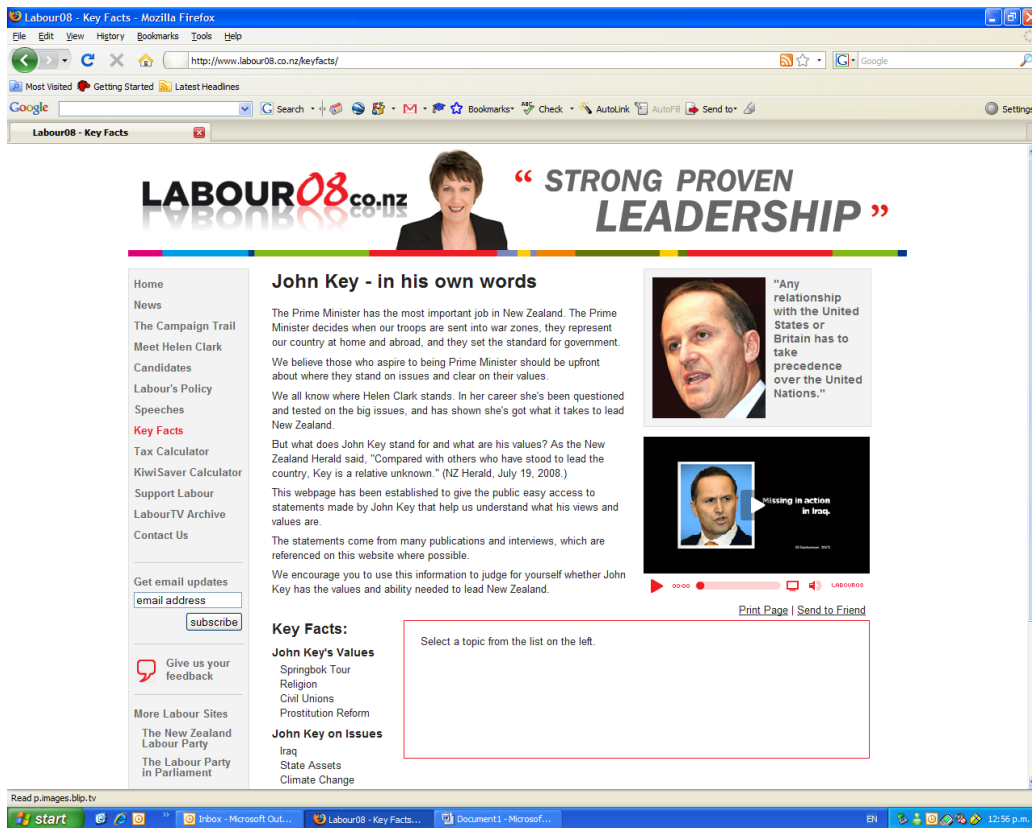 Labour08 - Key Facts - Mozilla Firefox
File Edit View History Bookmarks Tools Help
http://www.labour08.co.nz/keyfacts/
G Google
Most Visited Getting Started Latest Headlines
Google G Search Bookmarks ABC Check AutoLink AutoFill Send to Settings
Labour08 - Key Facts
LABOUR08.co.nz
“ STRONG PROVEN
LEADERSHIP ”
Home
News
The Campaign Trail
Meet Helen Clark
Candidates
Labour's Policy
Speeches
Key Facts
Tax Calculator
KiwiSaver Calculator
Support Labour
LabourTV Archive
Contact Us
Get email updates
email address
subscribe
Give us your
feedback
More Labour Sites
The New Zealand
Labour Party
The Labour Party
in Parliament
John Key - in his own words
The Prime Minister has the most important job in New Zealand. The Prime
Minister decides when our troops are sent into war zones, they represent
our country at home and abroad, and they set the standard for government.
We believe those who aspire to being Prime Minister should be upfront
about where they stand on issues and clear on their values.
We all know where Helen Clark stands. In her career she's been questioned
and tested on the big issues, and has shown she's got what it takes to lead
New Zealand.
But what does John Key stand for and what are his values? As the New
Zealand Herald said, "Compared with others who have stood to lead the
country, Key is a relative unknown." (NZ Herald, July 19, 2008.)
This webpage has been established to give the public easy access to
statements made by John Key that help us understand what his views and
values are.
The statements come from many publications and interviews, which are
referenced on this website where possible.
We encourage you to use this information to judge for yourself whether John
Key has the values and ability needed to lead New Zealand.
"Any
relationship
with the United
States or
Britain has to
take
precedence
over the United
Nations."
Missing in action
in Iraq.
00:00 LABOUR08
Print Page | Send to Friend
Key Facts:
John Key's Values
Springbok Tour
Religion
Civil Unions
Prostitution Reform
John Key on Issues
Iraq
State Assets
Climate Change
Select a topic from the list on the left.
Read p.images.blip.tv
start Inbox - Microsoft Out... Labour08 - Key Facts... Document1 - Microsof... EN 12:56 p.m.